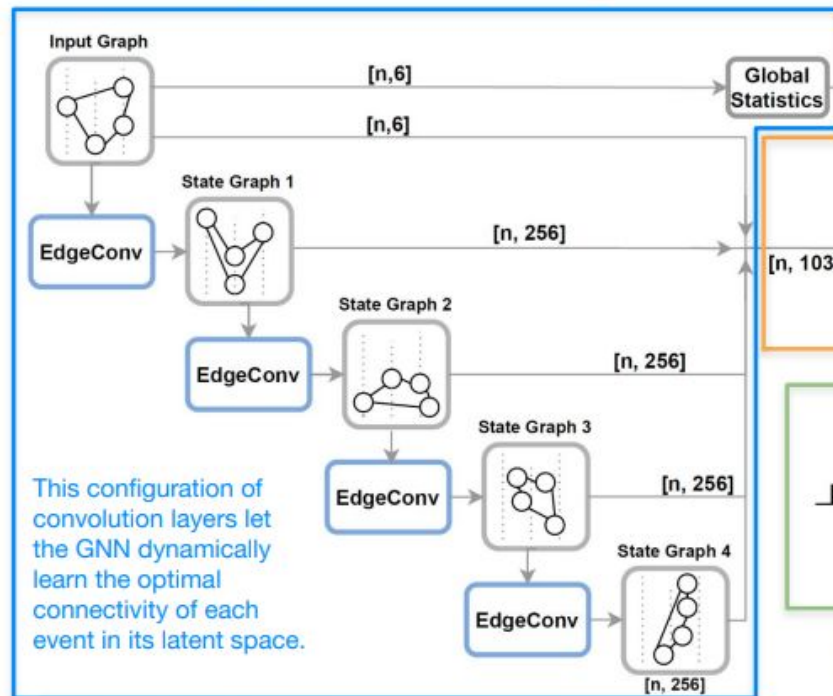 Input Graph
[n,6]
Global
Statistics
[n,6]
State Graph 1
EdgeConv
[n, 256]
[n, 103
State Graph 2
EdgeConv
[n, 256]
State Graph 3
EdgeConv
[n, 256]
This configuration of
convolution layers let
the GNN dynamically
learn the optimal
connectivity of each
event in its latent space.
State Graph 4
EdgeConv
[n, 256]